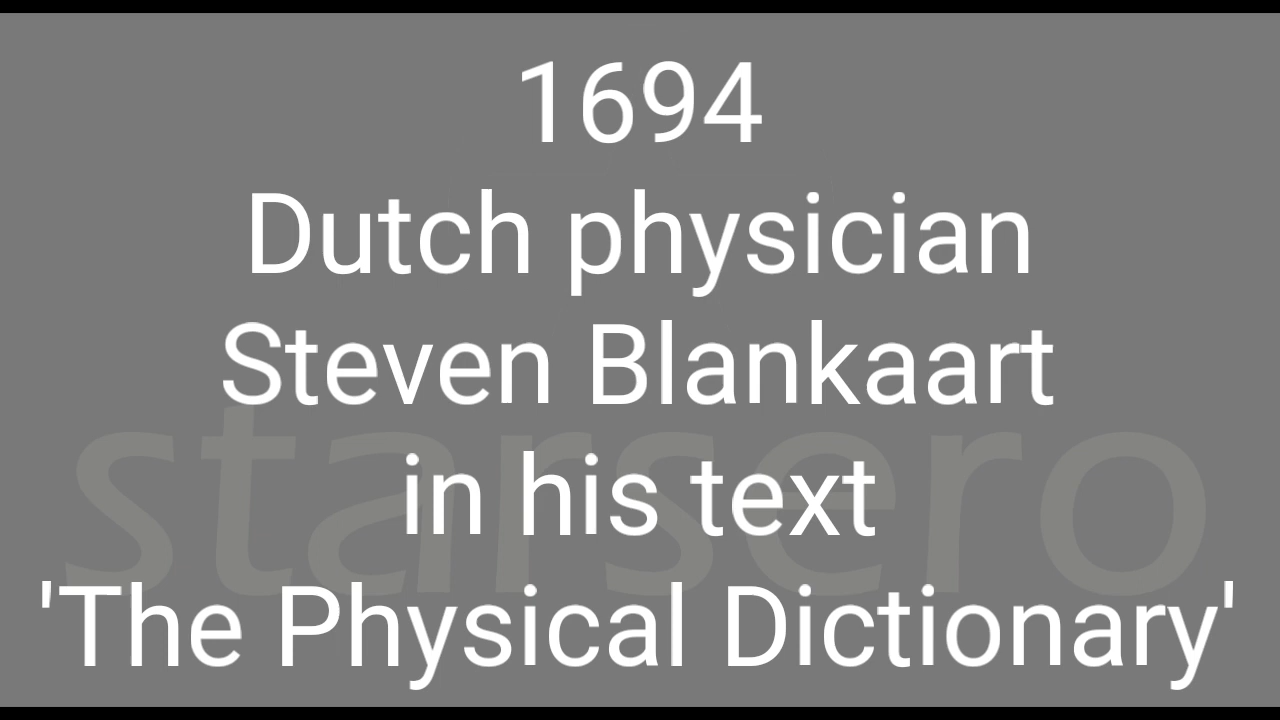 1694
Dutch physician
Steven Blankaart
starsero
in his text
'The Physical Dictionary'